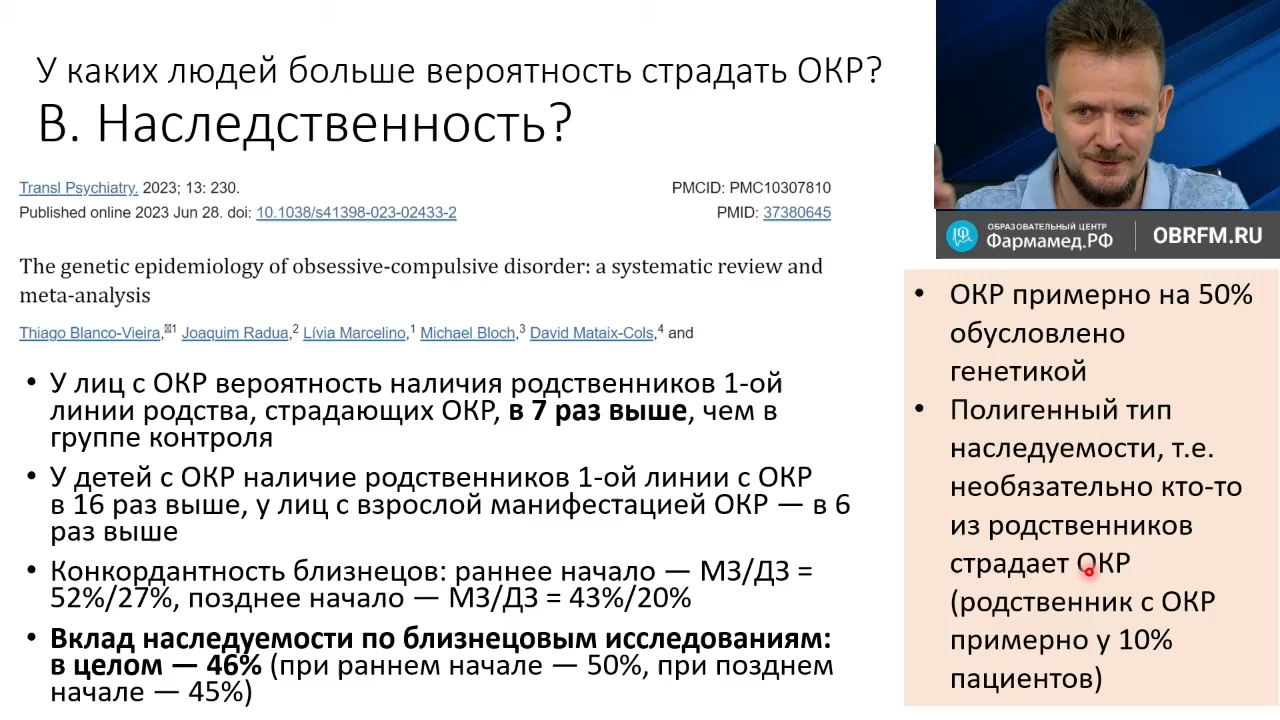 У каких людей больше вероятность страдать ОКР?
В. Наследственность?
Transl Psychiatry. 2023; 13: 230.
PMCID: PMC10307810
Published online 2023 Jun 28. doi: 10.1038/s41398-023-02433-2
PMID: 37380645
The genetic epidemiology of obsessive-compulsive disorder: a systematic review and
meta-analysis
Thiago Blanco-Vieira,1 Joaquim Radua,2 Lívia Marcelino,1 Michael Bloch,3 David Mataix-Cols,4 and
• У лиц с ОКР вероятность наличия родственников 1-ой
линии родства, страдающих ОКР, в 7 раз выше, чем в
группе контроля
• У детей с ОКР наличие родственников 1-ой линии с ОКР
в 16 раз выше, у лиц с взрослой манифестацией ОКР — в 6
раз выше
• Конкордантность близнецов: раннее начало — МЗ/ДЗ =
52%/27%, позднее начало — МЗ/ДЗ = 43%/20%
• Вклад наследуемости по близнецовым исследованиям:
в целом — 46% (при раннем начале — 50%, при позднем
начале — 45%)
ОБРАЗОВАТЕЛЬНЫЙ ЦЕНТР
Фармамед.РФ
OBRFM.RU
• ОКР примерно на 50%
обусловлено
генетикой
• Полигенный тип
наследуемости, т.е.
необязательно кто-то
из родственников
страдает ОКР
(родственник с ОКР
примерно у 10%
пациентов)